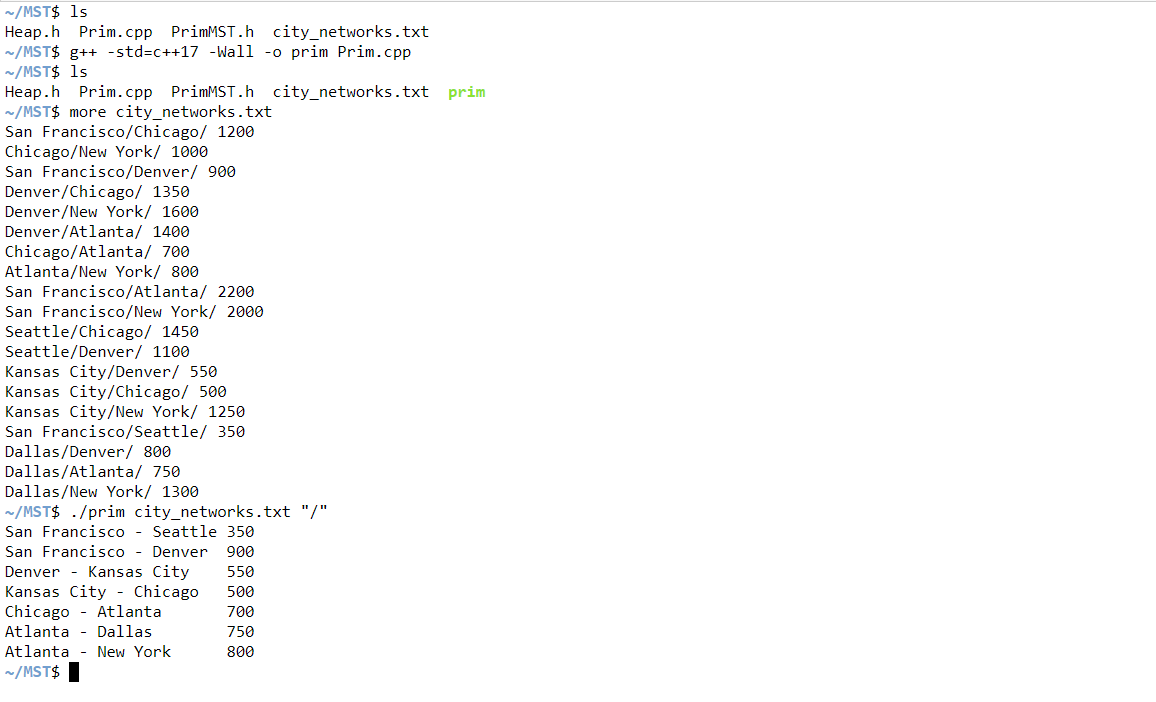 ~/MST$ ls
Heap.h  Prim.cpp  PrimMST.h  city_networks.txt
~/MST$ g++ -std=c++17 -Wall -o prim Prim.cpp
~/MST$ ls
Heap.h  Prim.cpp  PrimMST.h  city_networks.txt  prim
~/MST$ more city_networks.txt
San Francisco/Chicago/ 1200
Chicago/New York/ 1000
San Francisco/Denver/ 900
Denver/Chicago/ 1350
Denver/New York/ 1600
Denver/Atlanta/ 1400
Chicago/Atlanta/ 700
Atlanta/New York/ 800
San Francisco/Atlanta/ 2200
San Francisco/New York/ 2000
Seattle/Chicago/ 1450
Seattle/Denver/ 1100
Kansas City/Denver/ 550
Kansas City/Chicago/ 500
Kansas City/New York/ 1250
San Francisco/Seattle/ 350
Dallas/Denver/ 800
Dallas/Atlanta/ 750
Dallas/New York/ 1300
~/MST$ ./prim city_networks.txt "/"
San Francisco - Seattle 350
San Francisco - Denver  900
Denver - Kansas City    550
Kansas City - Chicago   500
Chicago - Atlanta       700
Atlanta - Dallas        750
Atlanta - New York      800
~/MST$